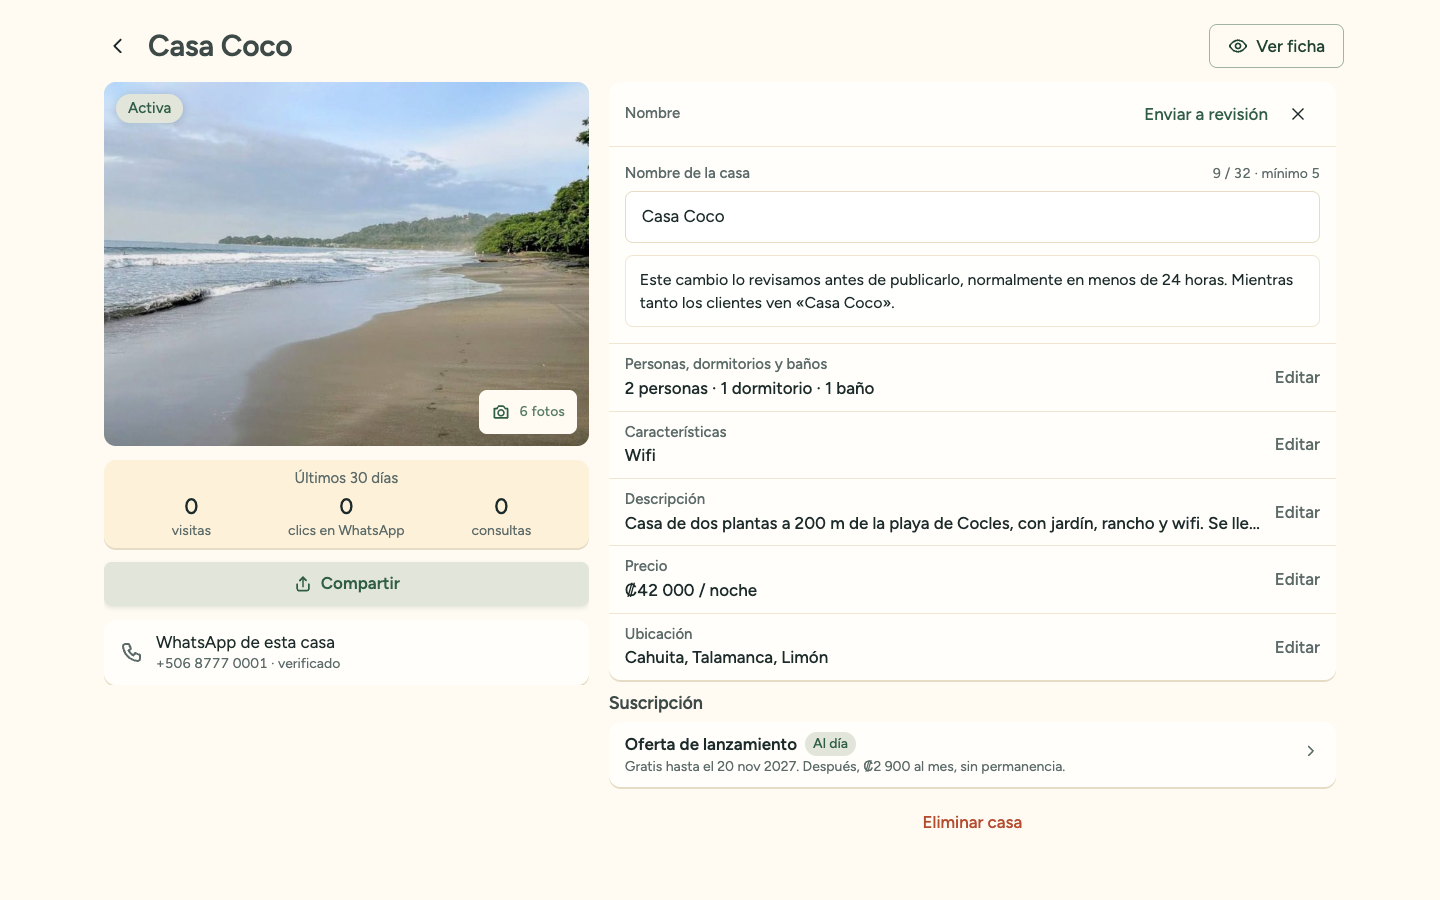 Casa Coco
Ver ficha
Activa
6 fotos
Últimos 30 días
0
visitas
0
clics en WhatsApp
0
consultas
Compartir
WhatsApp de esta casa
+506 8777 0001 · verificado
Nombre
Enviar a revisión
Nombre de la casa
9 / 32 · mínimo 5
Casa Coco
Este cambio lo revisamos antes de publicarlo, normalmente en menos de 24 horas. Mientras
tanto los clientes ven «Casa Coco».
Personas, dormitorios y baños
2 personas · 1 dormitorio · 1 baño
Editar
Características
Wifi
Editar
Descripción
Casa de dos plantas a 200 m de la playa de Cocles, con jardín, rancho y wifi. Se lle...
Editar
Precio
₡42 000 / noche
Editar
Ubicación
Cahuita, Talamanca, Limón
Editar
Suscripción
Oferta de lanzamiento
Al día
Gratis hasta el 20 nov 2027. Después, ₡2 900 al mes, sin permanencia.
Eliminar casa